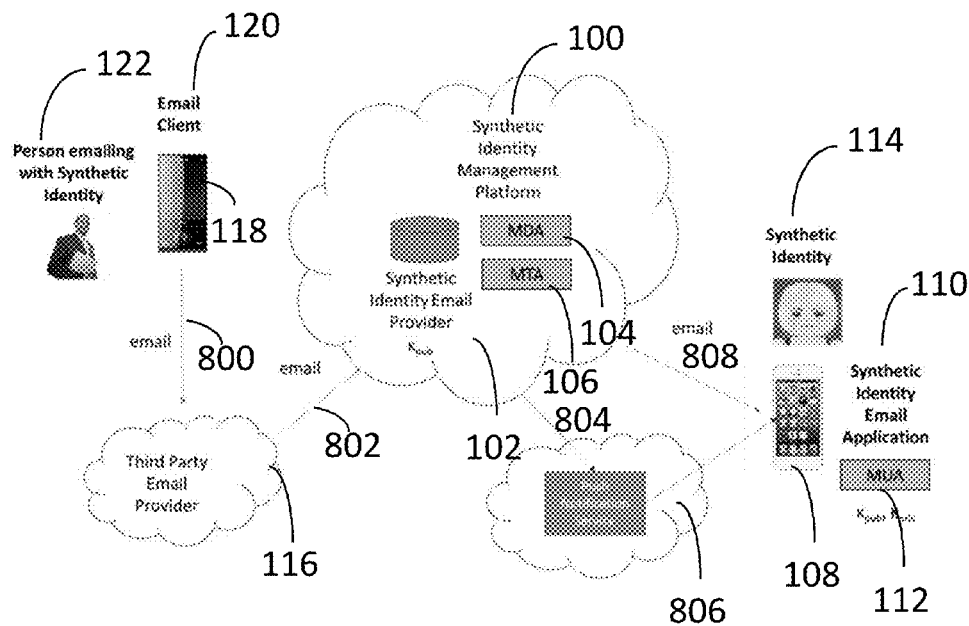 120
122
Email
Client
Person emailing
with Synthetic
Identity
118
email
800
email
802
Third Party
Email
Provider
116
100
Synthetic
Identity
Management
Platform
MDA
MTA
Synthetic
Identity Email
Provider
K
104
106
102
804
806
email
808
114
Synthetic
Identity
110
Synthetic
Identity
Email
Application
108
112